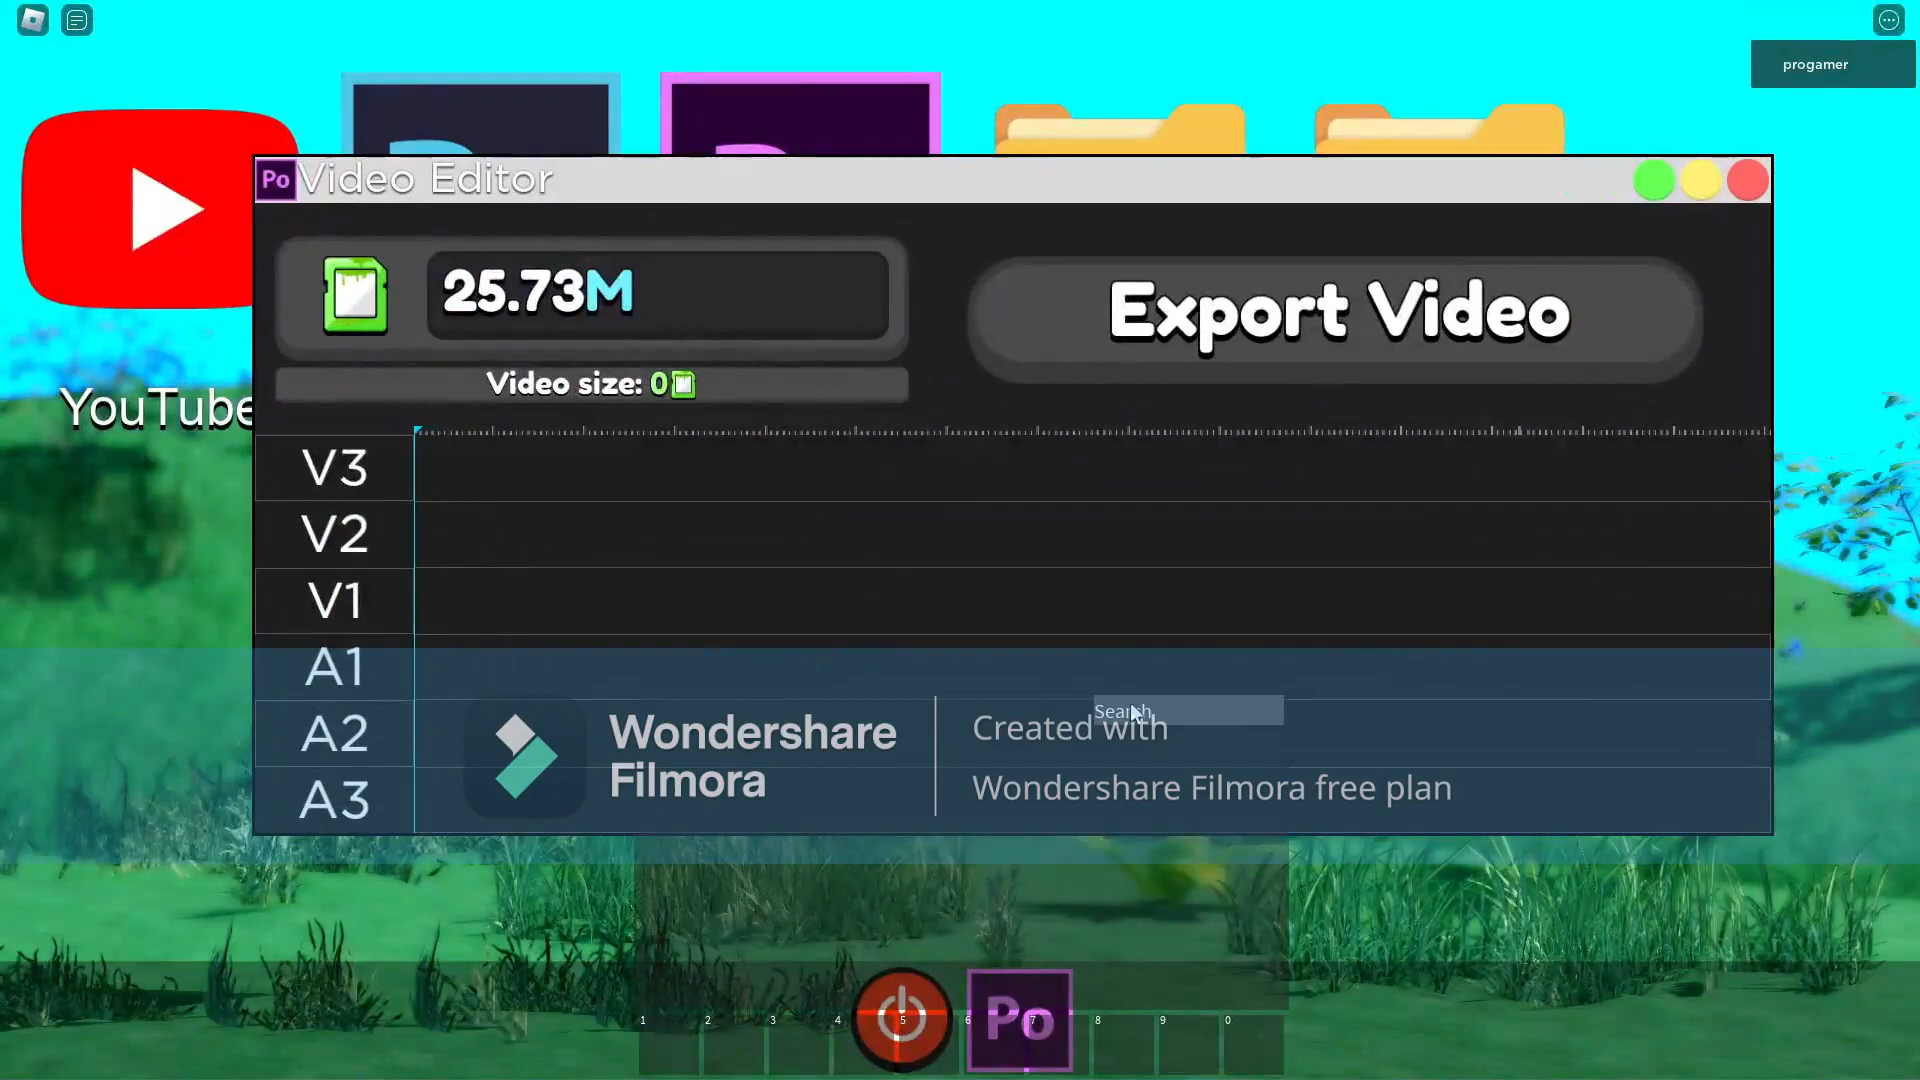 progamer
Po Video Editor
25.73M
Export Video
Video size: 0
YouTube
V3
V2
V1
A1
A2
A3
Search
Wondershare
Filmora
Created with
Wondershare Filmora free plan
Po
1 2 3 4 5 6 7 8 9 0